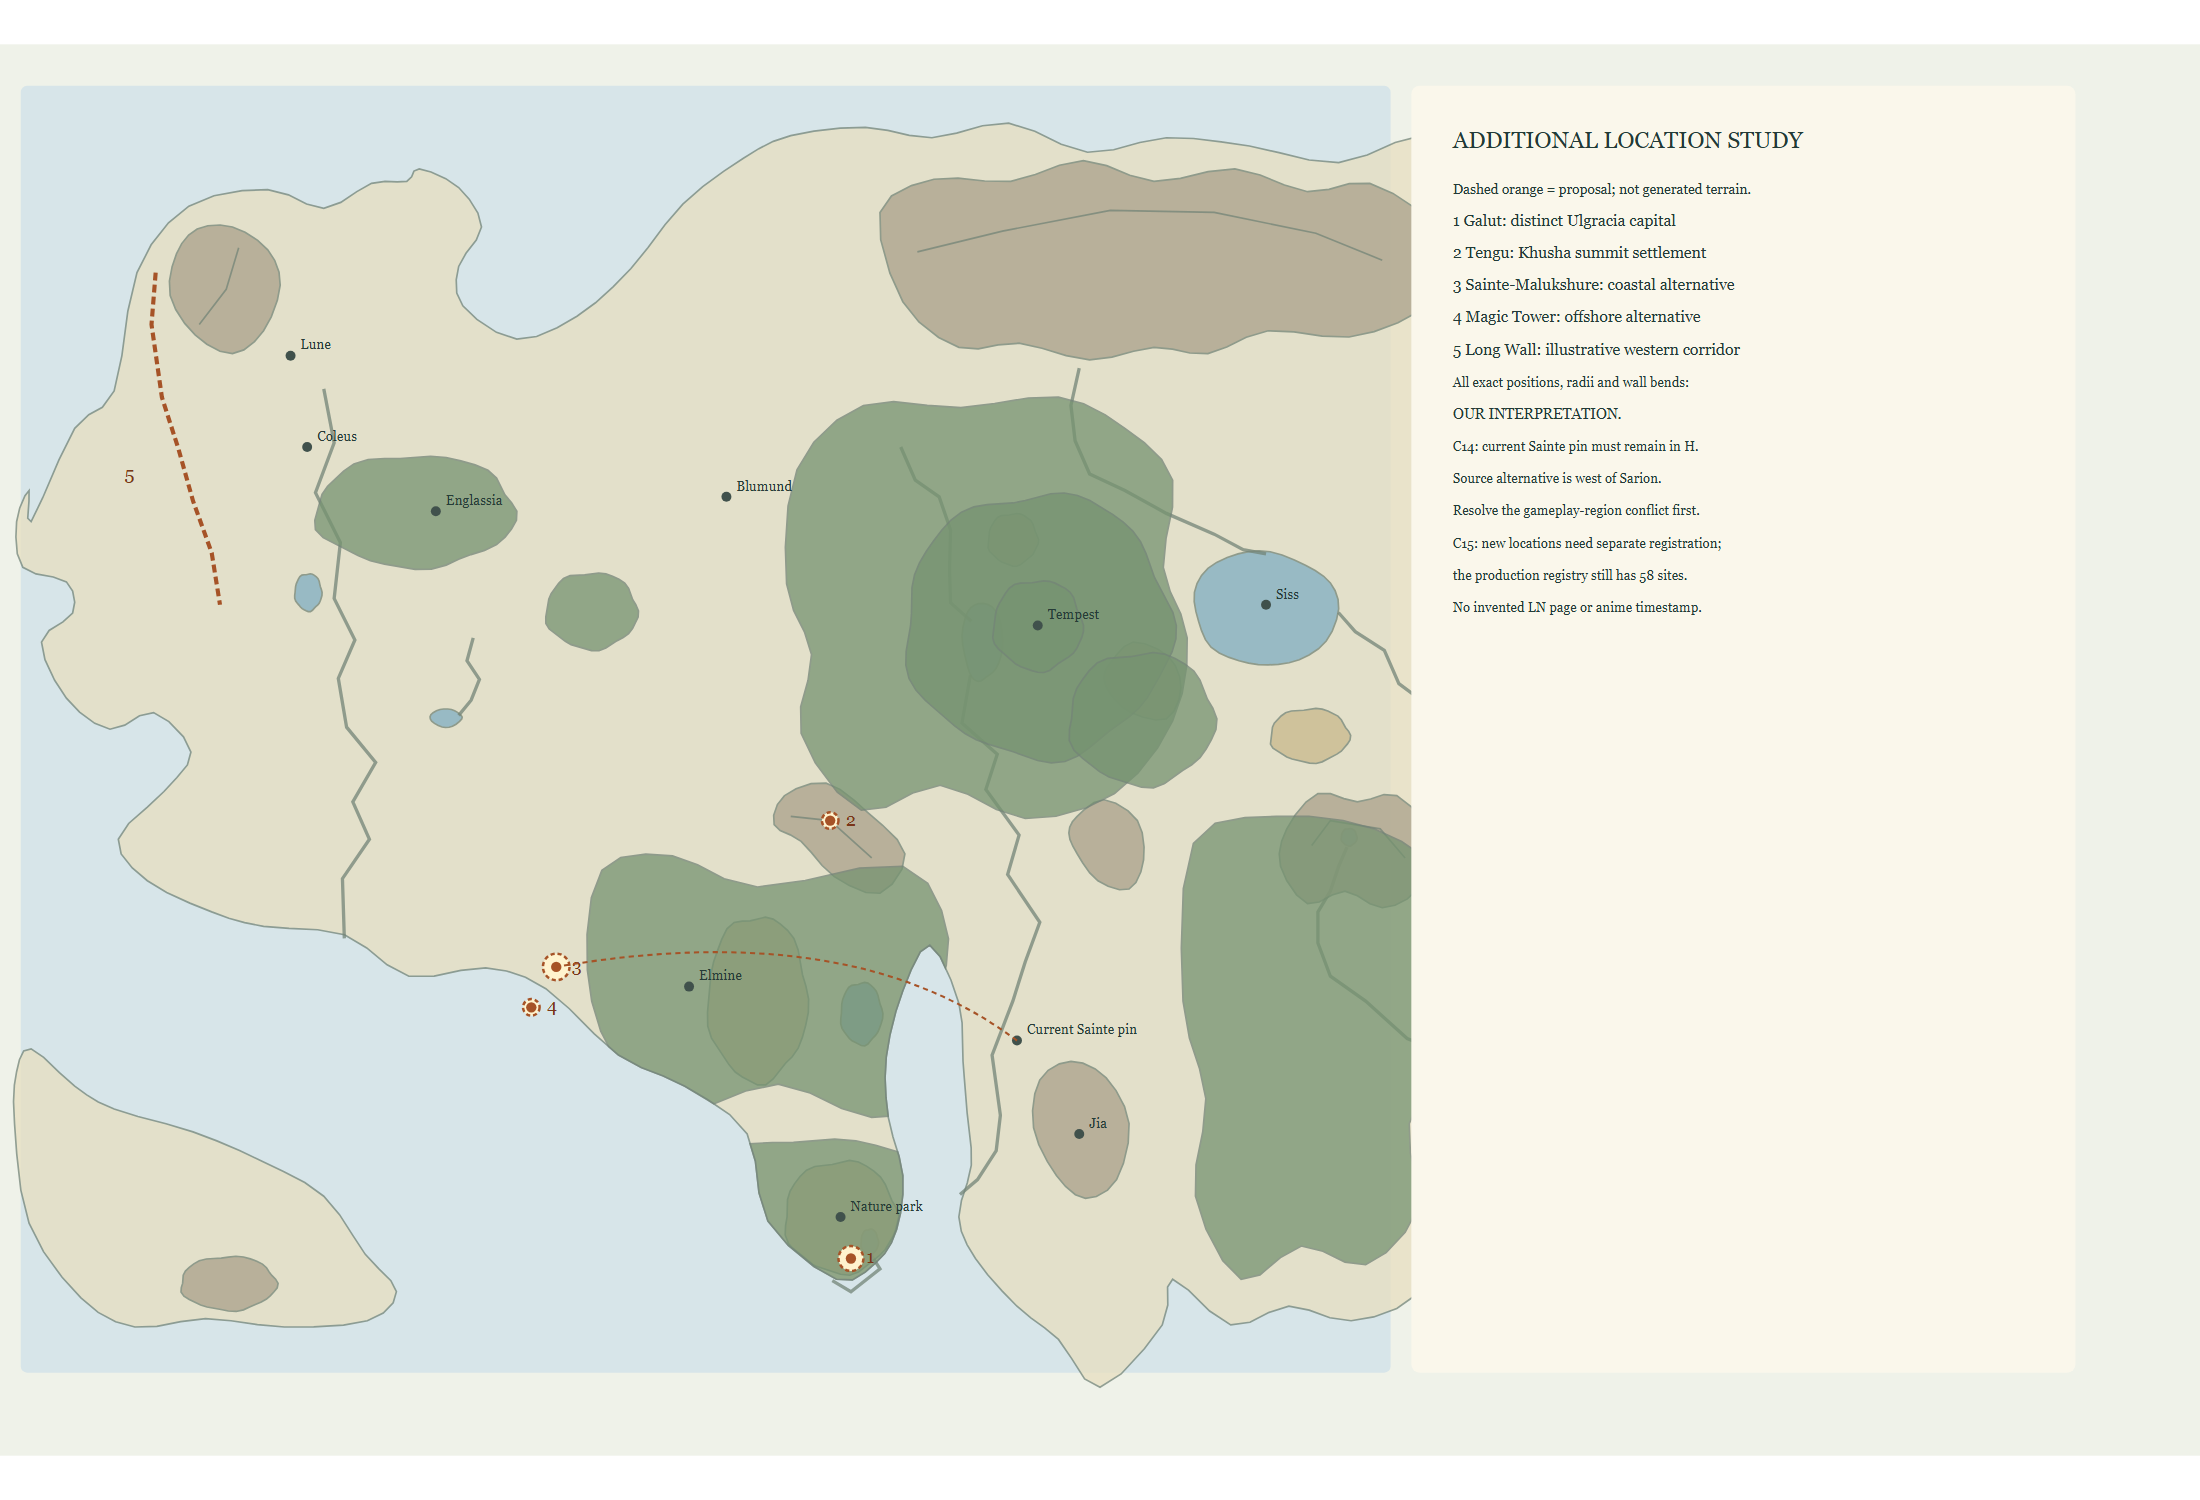 Lune
Coleus
5
Englassia
Blumund
Siss
Tempest
2
3
Elmine
4
Current Sainte pin
Jia
Nature park
1
ADDITIONAL LOCATION STUDY
Dashed orange = proposal; not generated terrain.
1 Galut: distinct Ulgracia capital
2 Tengu: Khusha summit settlement
3 Sainte-Malukshure: coastal alternative
4 Magic Tower: offshore alternative
5 Long Wall: illustrative western corridor
All exact positions, radii and wall bends:
OUR INTERPRETATION.
C14: current Sainte pin must remain in H.
Source alternative is west of Sarion.
Resolve the gameplay-region conflict first.
C15: new locations need separate registration;
the production registry still has 58 sites.
No invented LN page or anime timestamp.